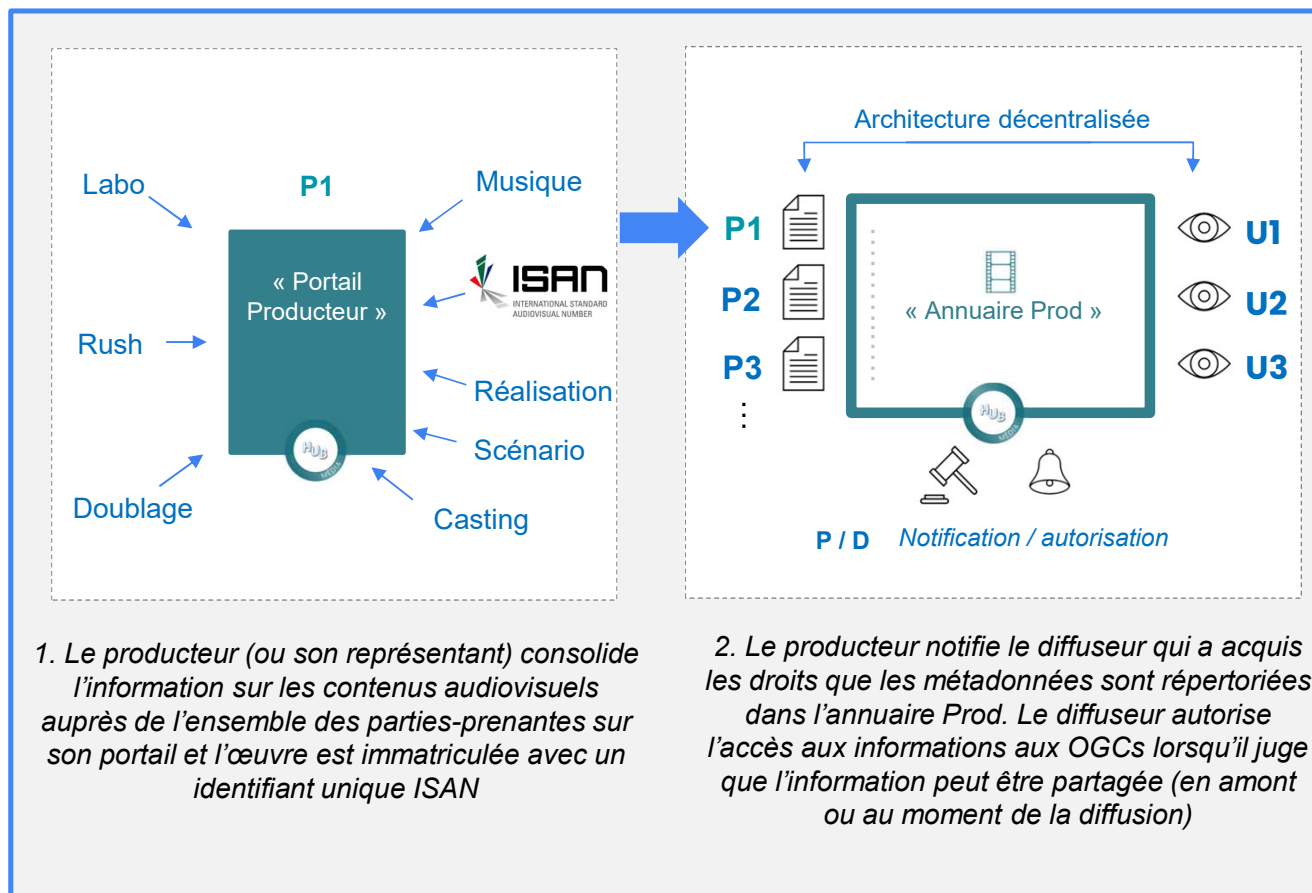 Labo
P1
Musique
« Portail
Producteur »
ISAN
INTERNATIONAL STANDARD
AUDIOVISUAL NUMBER
Rush
Réalisation
Scénario
Doublage
Casting
HUB
MEDIA
1. Le producteur (ou son représentant) consolide
l’information sur les contenus audiovisuels
auprès de l’ensemble des parties-prenantes sur
son portail et l’œuvre est immatriculée avec un
identifiant unique ISAN
Architecture décentralisée
P1
U1
P2
« Annuaire Prod »
U2
P3
U3
⋮
HUB
MEDIA
P / D Notification / autorisation
2. Le producteur notifie le diffuseur qui a acquis
les droits que les métadonnées sont répertoriées
dans l’annuaire Prod. Le diffuseur autorise
l’accès aux informations aux OGCs lorsqu’il juge
que l’information peut être partagée (en amont
ou au moment de la diffusion)